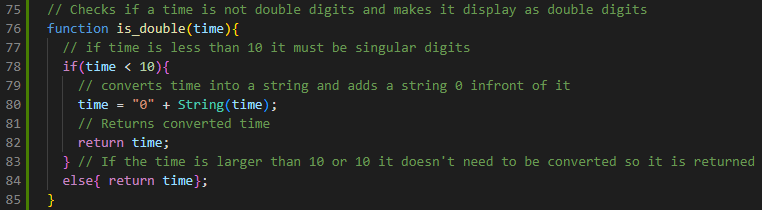 75 // Checks if a time is not double digits and makes it display as double digits
76 function is_double(time){
77 // if time is less than 10 it must be singular digits
78 if(time < 10){
79 // converts time into a string and adds a string 0 infront of it
80 time = "0" + String(time);
81 // Returns converted time
82 return time;
83 } // If the time is larger than 10 or 10 it doesn't need to be converted so it is returned
84 else{ return time};
85 }